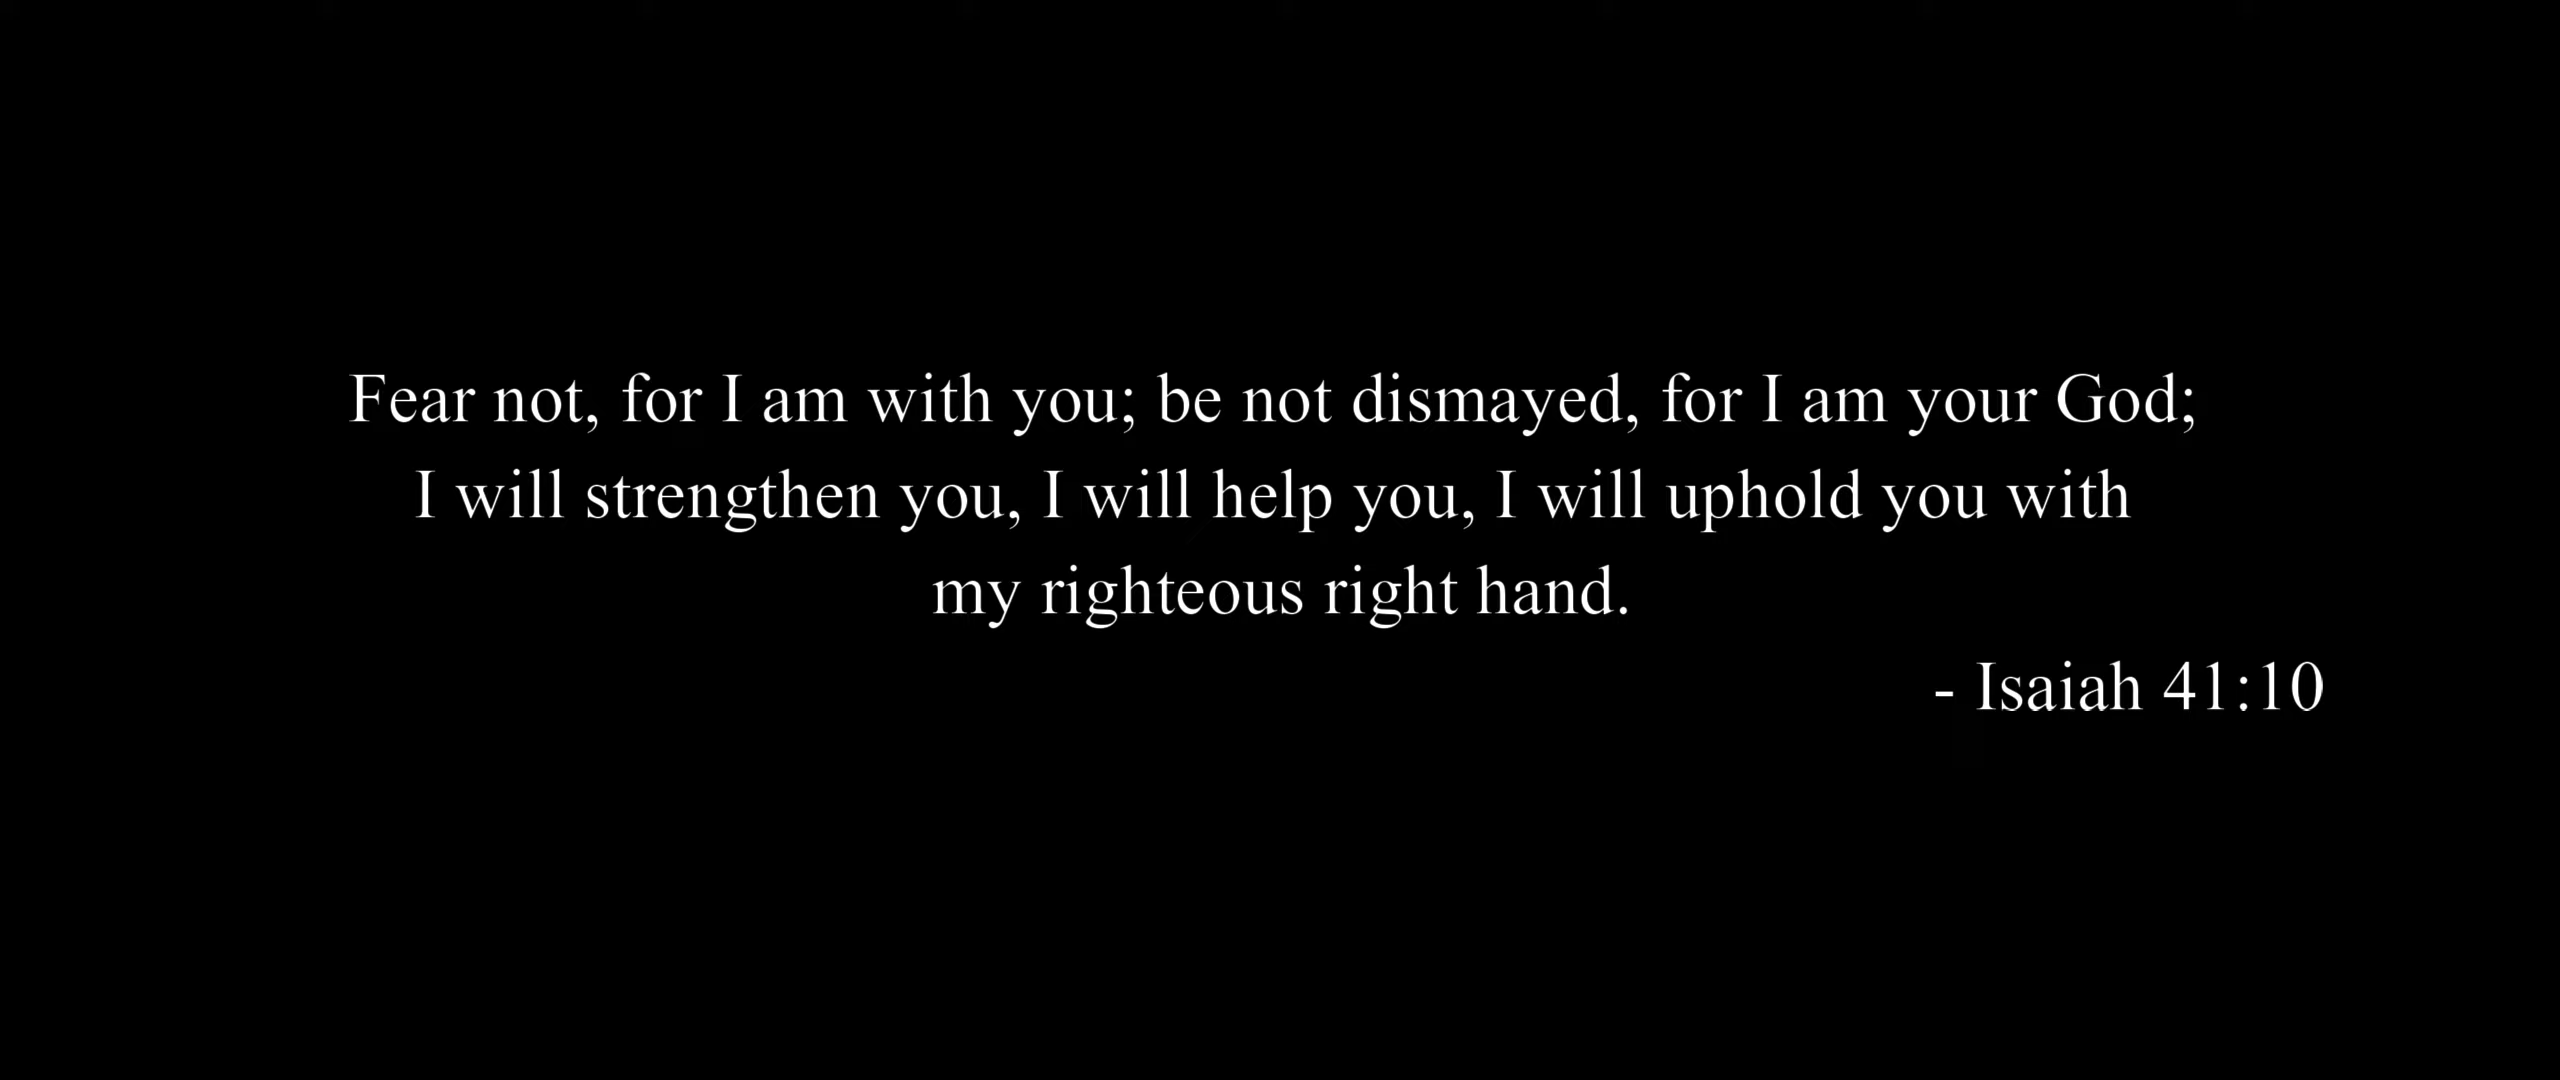 Fear not, for I am with you; be not dismayed, for I am your God;
I will strengthen you, I will help you, I will uphold you with
my righteous right hand.
- Isaiah 41:10